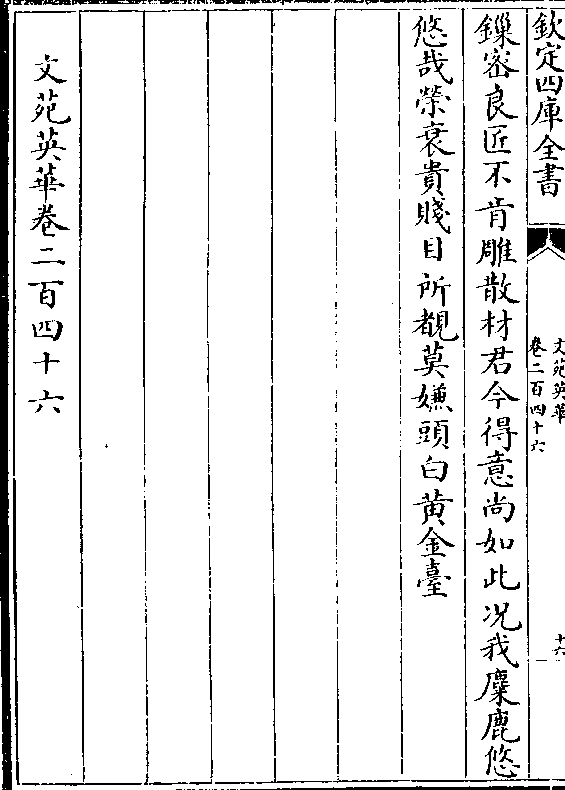 欽定四庫全書
文苑英華
卷二百四十六
十六
鏁密良匠不肯雕散材君今得意尚如此况我麋鹿悠
悠哉榮衰貴賤目所覩莫嫌頭白黄金臺
文苑英華卷二百四十六